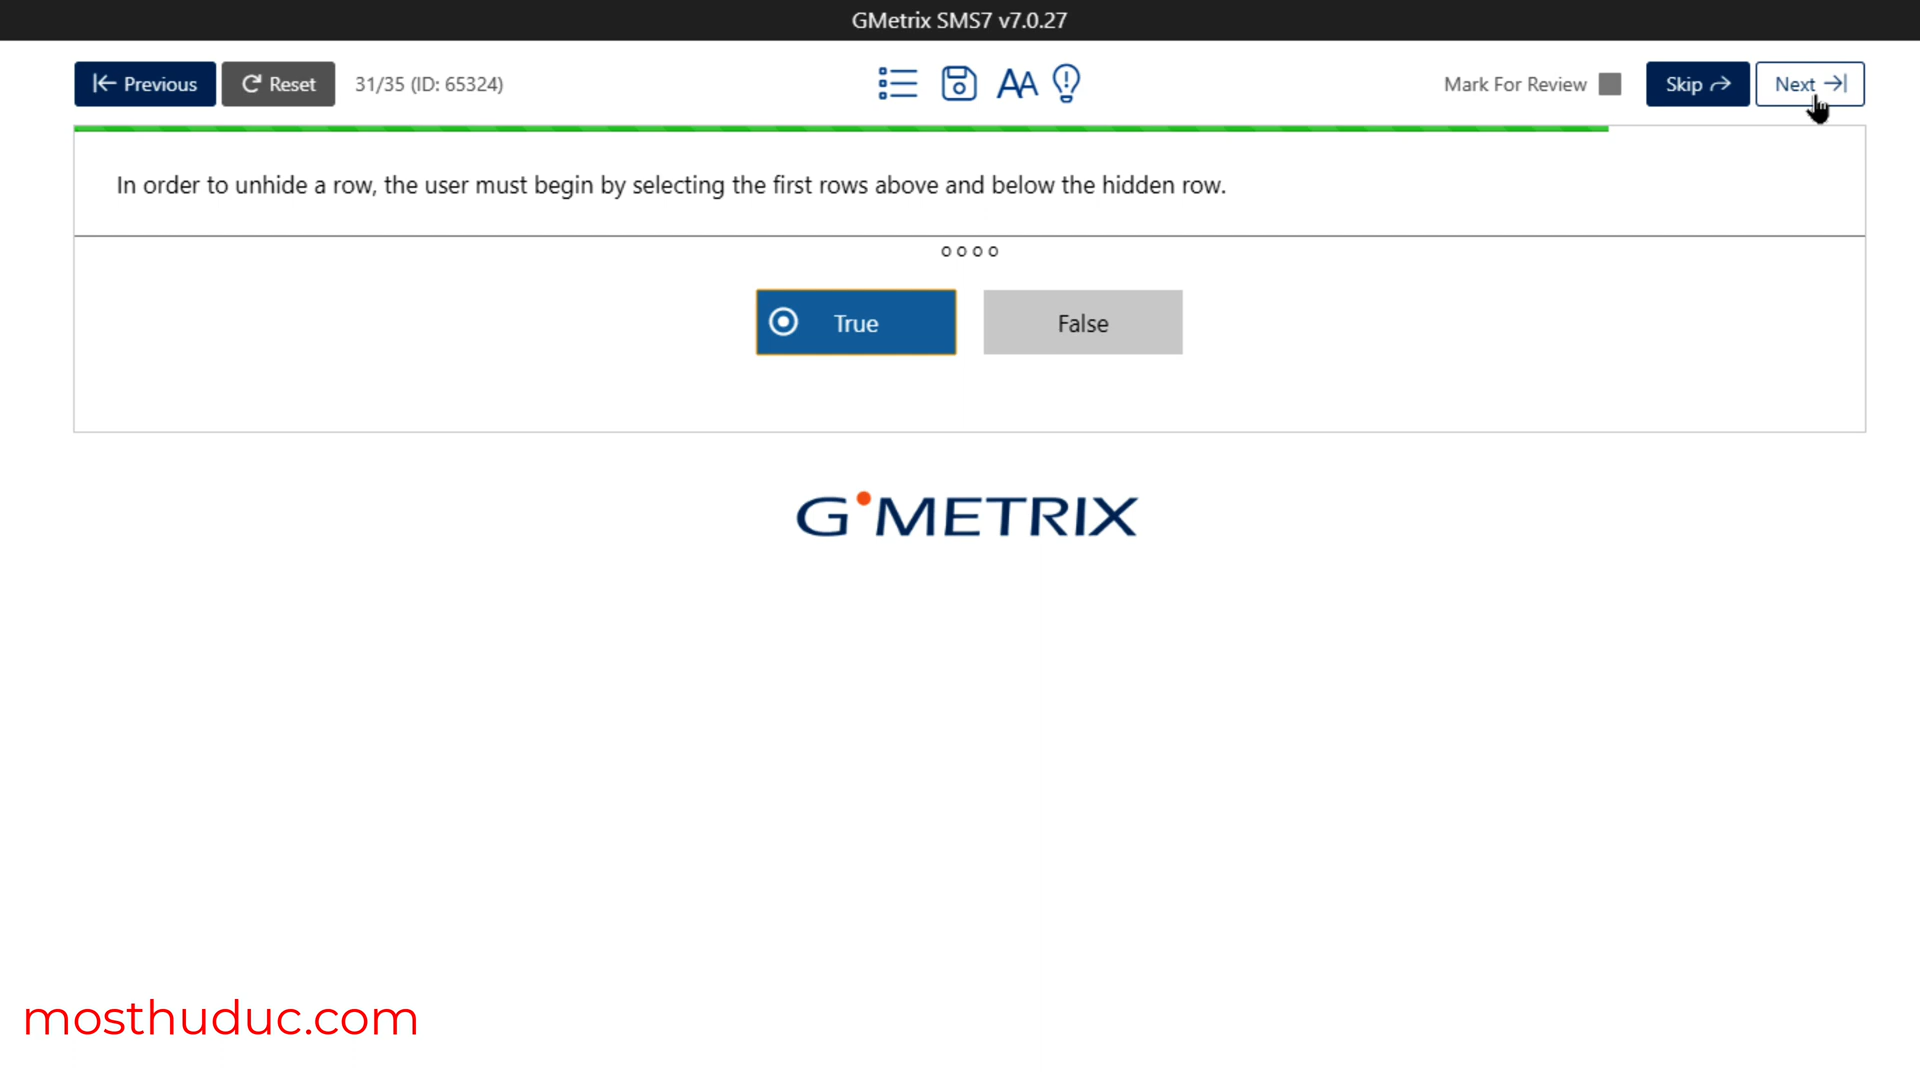 GMetrix SMS7 v7.0.27
Previous Reset 31/35 (ID: 65324) AA Mark For Review Skip Next
In order to unhide a row, the user must begin by selecting the first rows above and below the hidden row.
True False
GMETRIX
mosthuduc.com